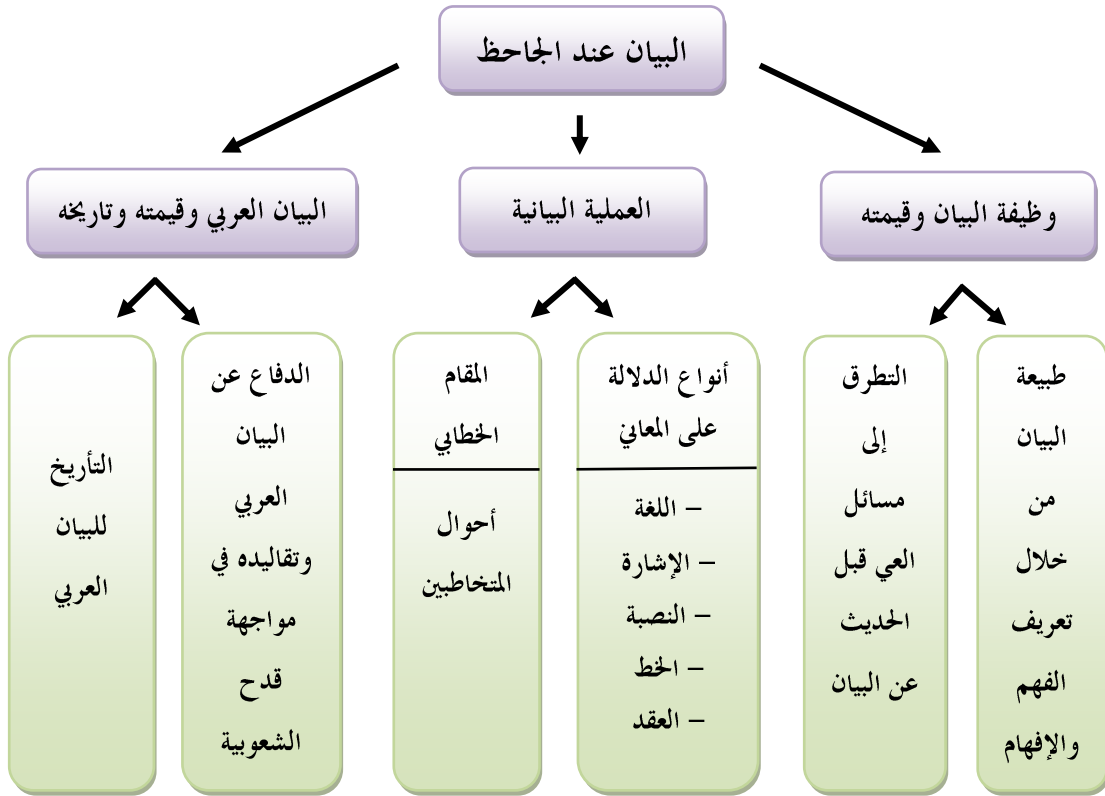 البيان عند الجاحظ
وظيفة البيان وقيمته
العملية البيانية
البيان العربي وقيمته وتاريخه
طبيعة
البيان
من
خلال
تعريف
الفهم
والإفهام
التطرق
إلى
مسائل
العي قبل
الحديث
عن البيان
أنواع الدلالة
على المعاني
– اللغة
– الإشارة
– النصبة
– الخط
– العقد
المقام
الخطابي
أحوال
المتخاطبين
الدفاع عن
البيان
العربي
وتقاليده في
مواجهة
قدح
الشعوبية
التأريخ
للبيان
العربي